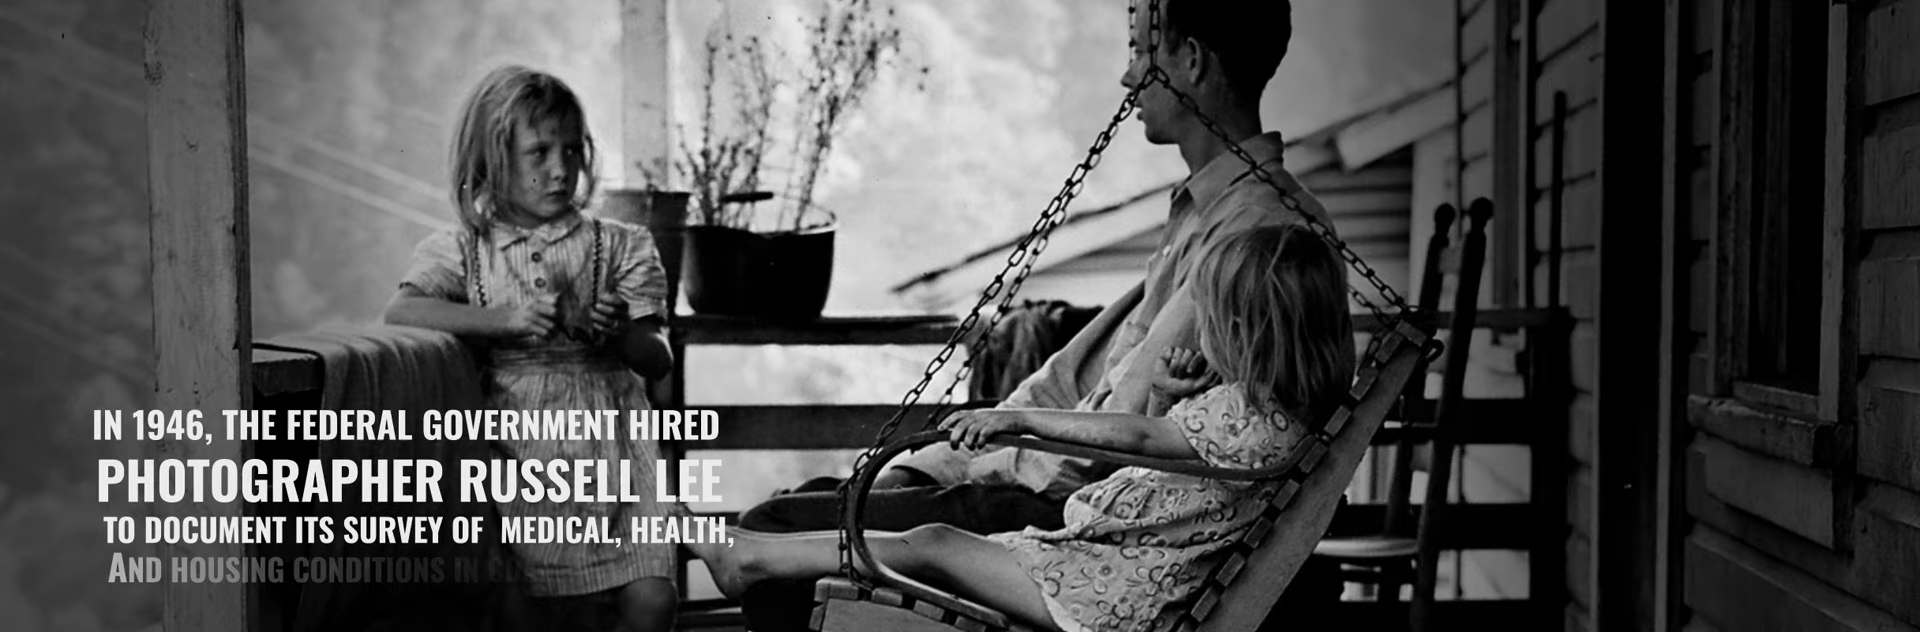 IN 1946, THE FEDERAL GOVERNMENT HIRED
PHOTOGRAPHER RUSSELL LEE
TO DOCUMENT ITS SURVEY OF MEDICAL, HEALTH,
AND HOUSING CONDITIONS IN